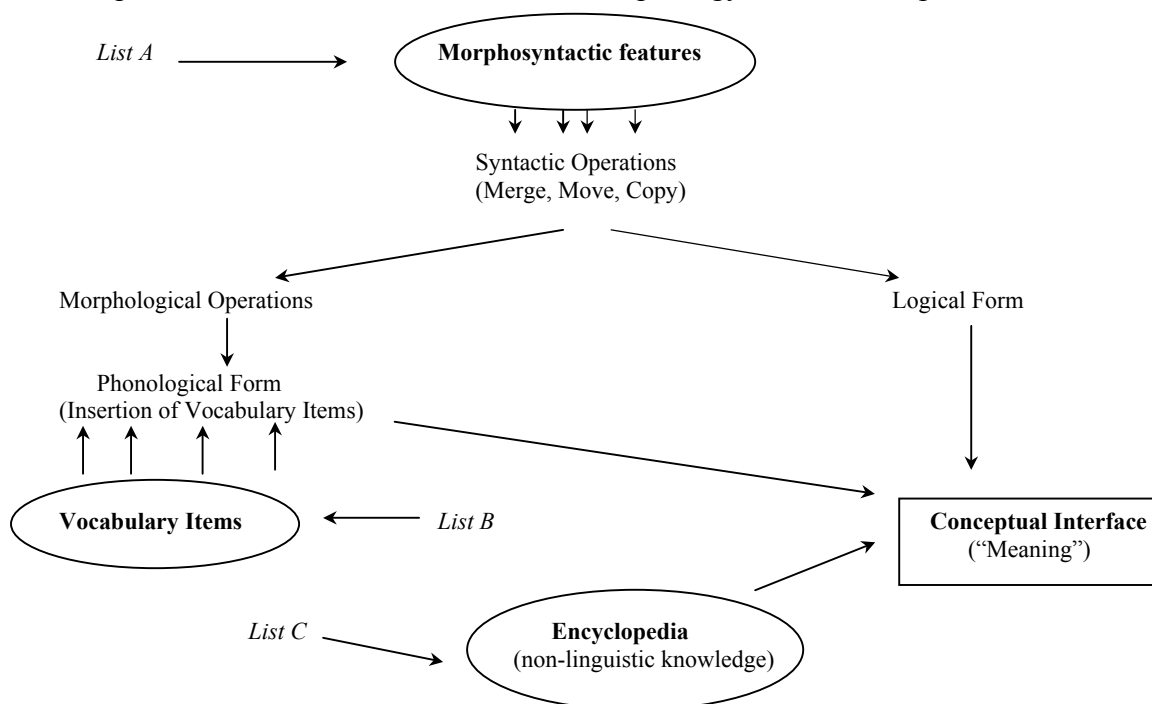 List A
Morphosyntactic features
Syntactic Operations
(Merge, Move, Copy)
Morphological Operations
Logical Form
Phonological Form
(Insertion of Vocabulary Items)
Vocabulary Items
List B
Conceptual Interface
(“Meaning”)
List C
Encyclopedia
(non-linguistic knowledge)